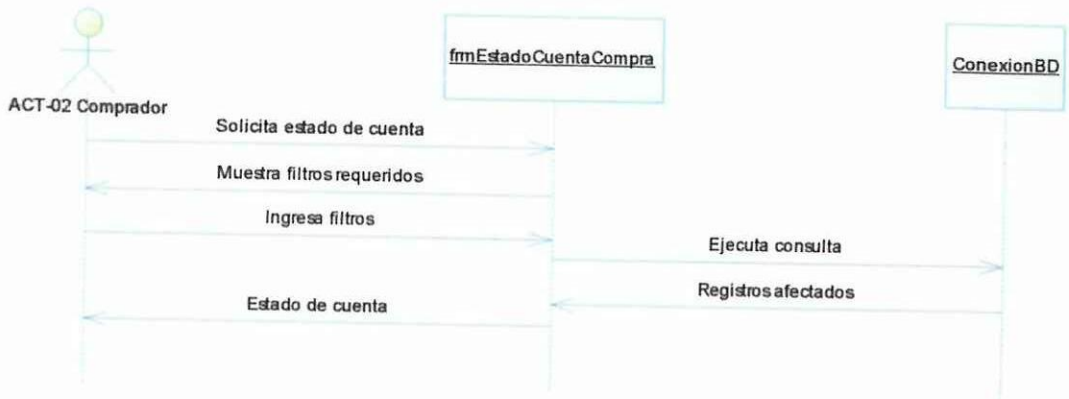 frmEstadoCuentaCompra
ConexionBD
ACT-02 Comprador
Solicita estado de cuenta
Muestra filtros requeridos
Ingresa filtros
Ejecuta consulta
Registros afectados
Estado de cuenta